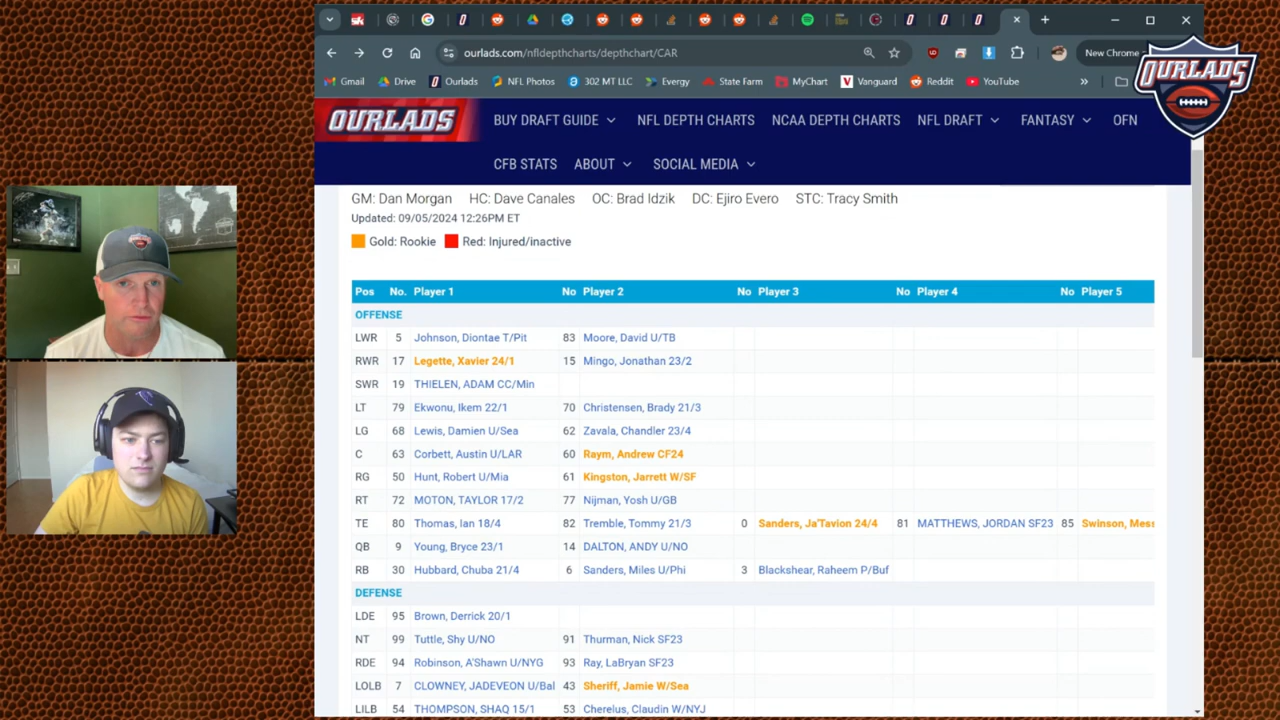 ourlads.com/nfldepthcharts/depthchart/CAR
New Chrome
Gmail Drive Ourlads NFL Photos 302 MT LLC Evergy State Farm MyChart Vanguard Reddit YouTube »
OURLADS
OURLADS BUY DRAFT GUIDE NFL DEPTH CHARTS NCAA DEPTH CHARTS NFL DRAFT FANTASY OFN
CFB STATS ABOUT SOCIAL MEDIA
GM: Dan Morgan HC: Dave Canales OC: Brad Idzik DC: Ejiro Evero STC: Tracy Smith
Updated: 09/05/2024 12:26PM ET
Gold: Rookie Red: Injured/inactive
Pos No. Player 1 No Player 2 No Player 3 No Player 4 No Player 5
OFFENSE
LWR 5 Johnson, Diontae T/Pit 83 Moore, David U/TB
RWR 17 Legette, Xavier 24/1 15 Mingo, Jonathan 23/2
SWR 19 THIELEN, ADAM CC/Min
LT 79 Ekwonu, Ikem 22/1 70 Christensen, Brady 21/3
LG 68 Lewis, Damien U/Sea 62 Zavala, Chandler 23/4
C 63 Corbett, Austin U/LAR 60 Raym, Andrew CF24
RG 50 Hunt, Robert U/Mia 61 Kingston, Jarrett W/SF
RT 72 MOTON, TAYLOR 17/2 77 Nijman, Yosh U/GB
TE 80 Thomas, Ian 18/4 82 Tremble, Tommy 21/3 0 Sanders, Ja'Tavion 24/4 81 MATTHEWS, JORDAN SF23 85 Swinson, Mess
QB 9 Young, Bryce 23/1 14 DALTON, ANDY U/NO
RB 30 Hubbard, Chuba 21/4 6 Sanders, Miles U/Phi 3 Blackshear, Raheem P/Buf
DEFENSE
LDE 95 Brown, Derrick 20/1
NT 99 Tuttle, Shy U/NO 91 Thurman, Nick SF23
RDE 94 Robinson, A'Shawn U/NYG 93 Ray, LaBryan SF23
LOLB 7 CLOWNEY, JADEVEON U/Bal 43 Sheriff, Jamie W/Sea
LILB 54 THOMPSON, SHAQ 15/1 53 Cherelus, Claudin W/NYJ